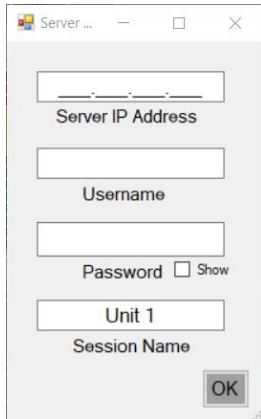 Server ...
___.___.___.___
Server IP Address
Username
Password Show
Unit 1
Session Name
OK